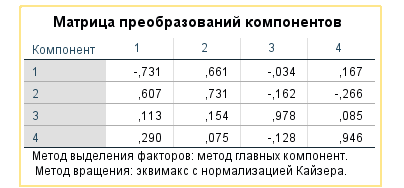 Матрица преобразований компонентов
Компонент 1 2 3 4
1 -,731 ,661 -,034 ,167
2 ,607 ,731 -,162 -,266
3 ,113 ,154 ,978 ,085
4 ,290 ,075 -,128 ,946
Метод выделения факторов: метод главных компонент.
Метод вращения: эквимакс с нормализацией Кайзера.